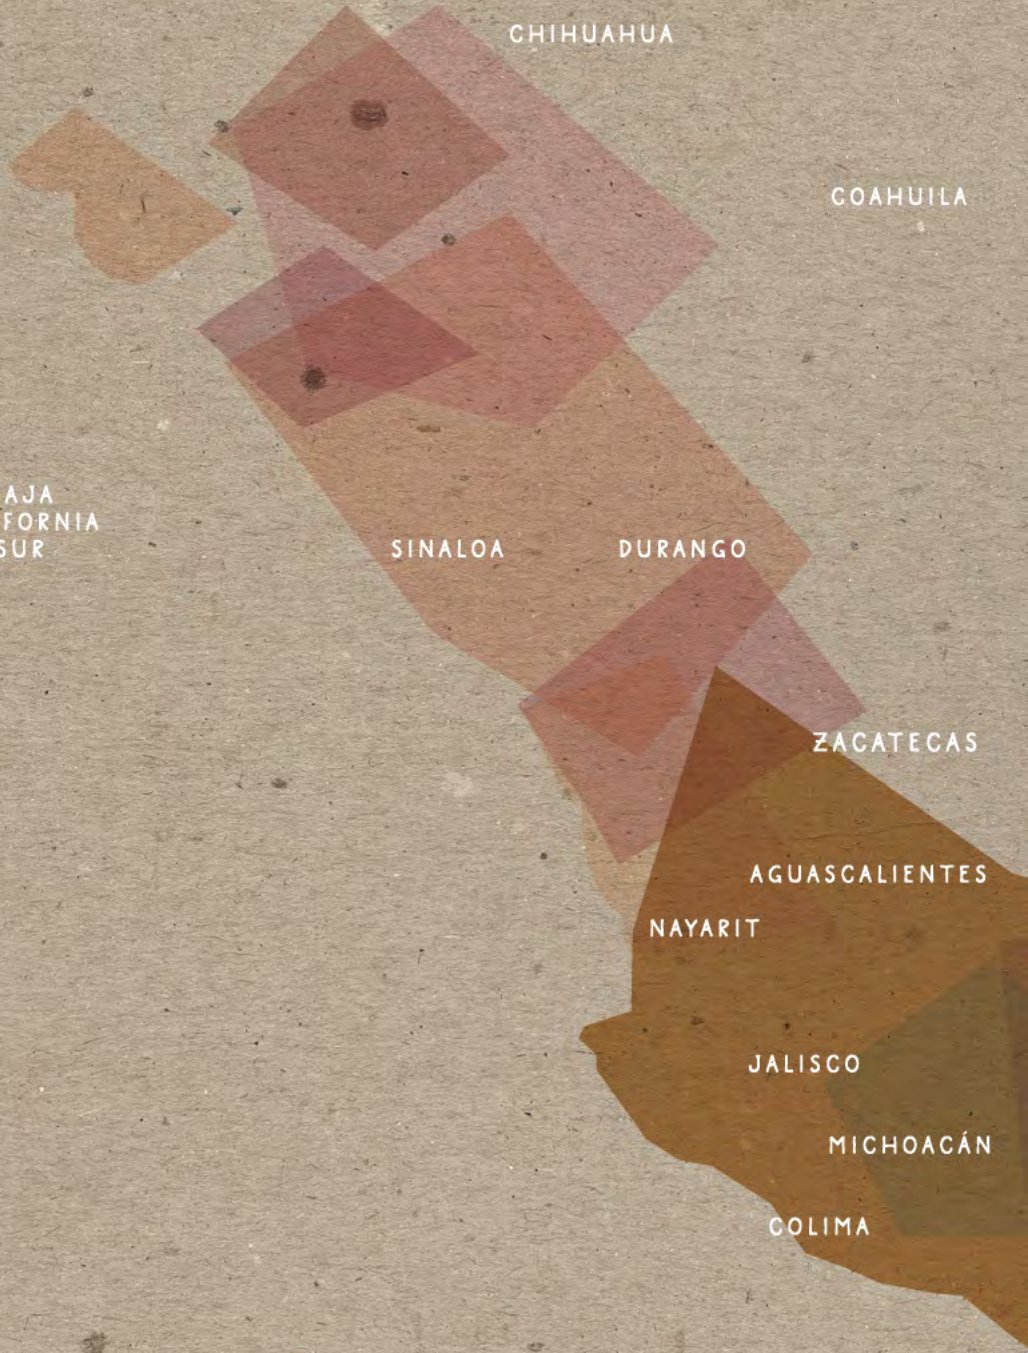 CHIHUAHUA
COAHUILA
AJA
FORNIA
SUR
SINALOA
DURANGO
ZACATECAS
AGUASCALIENTES
NAYARIT
JALISCO
MICHOACÁN
COLIMA